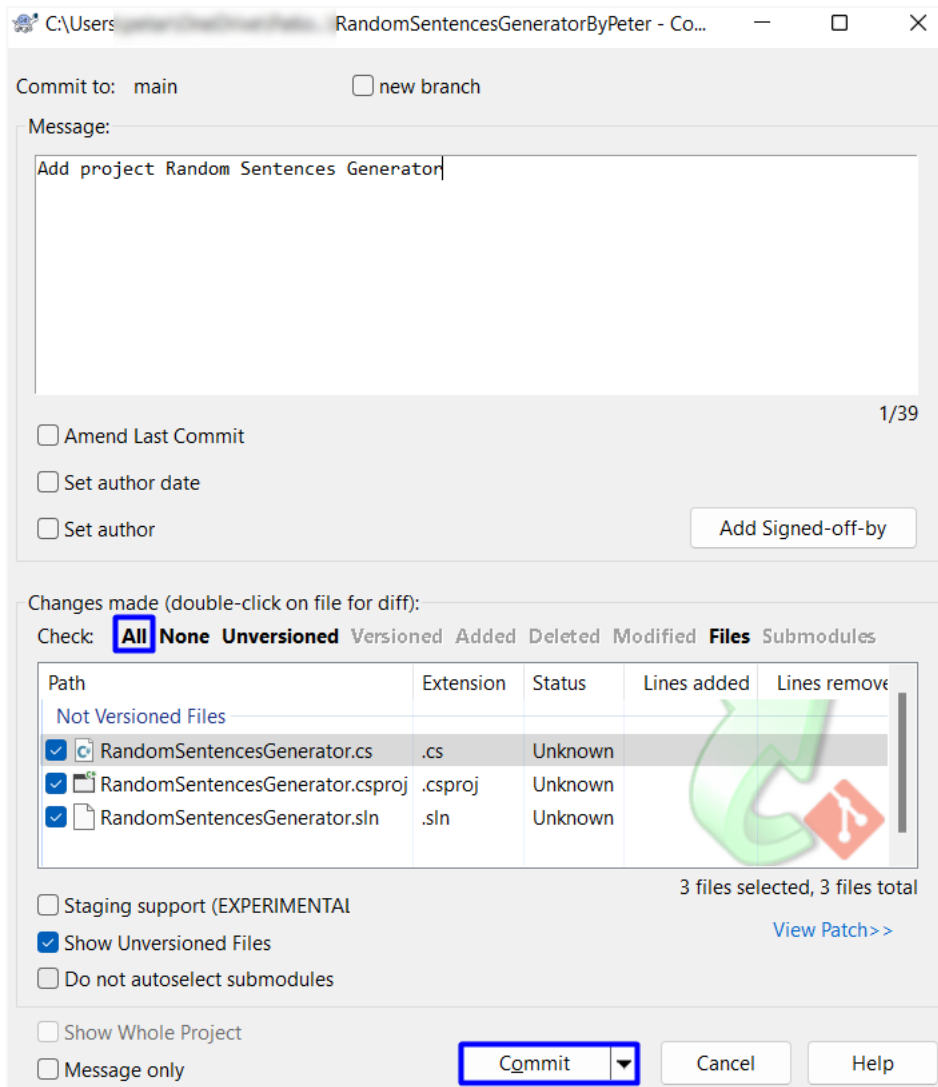 C:\Users RandomSentencesGeneratorByPeter - Co...
Commit to: main new branch
Message:
Add project Random Sentences Generator
1/39
Amend Last Commit
Set author date
Set author
Add Signed-off-by
Changes made (double-click on file for diff):
Check: All None Unversioned Versioned Added Deleted Modified Files Submodules
Path Extension Status Lines added Lines remove
Not Versioned Files
RandomSentencesGenerator.cs .cs Unknown
RandomSentencesGenerator.csproj .csproj Unknown
RandomSentencesGenerator.sln .sln Unknown
3 files selected, 3 files total
Staging support (EXPERIMENTAL
View Patch>>
Show Unversioned Files
Do not autoselect submodules
Show Whole Project
Message only
Commit Cancel Help